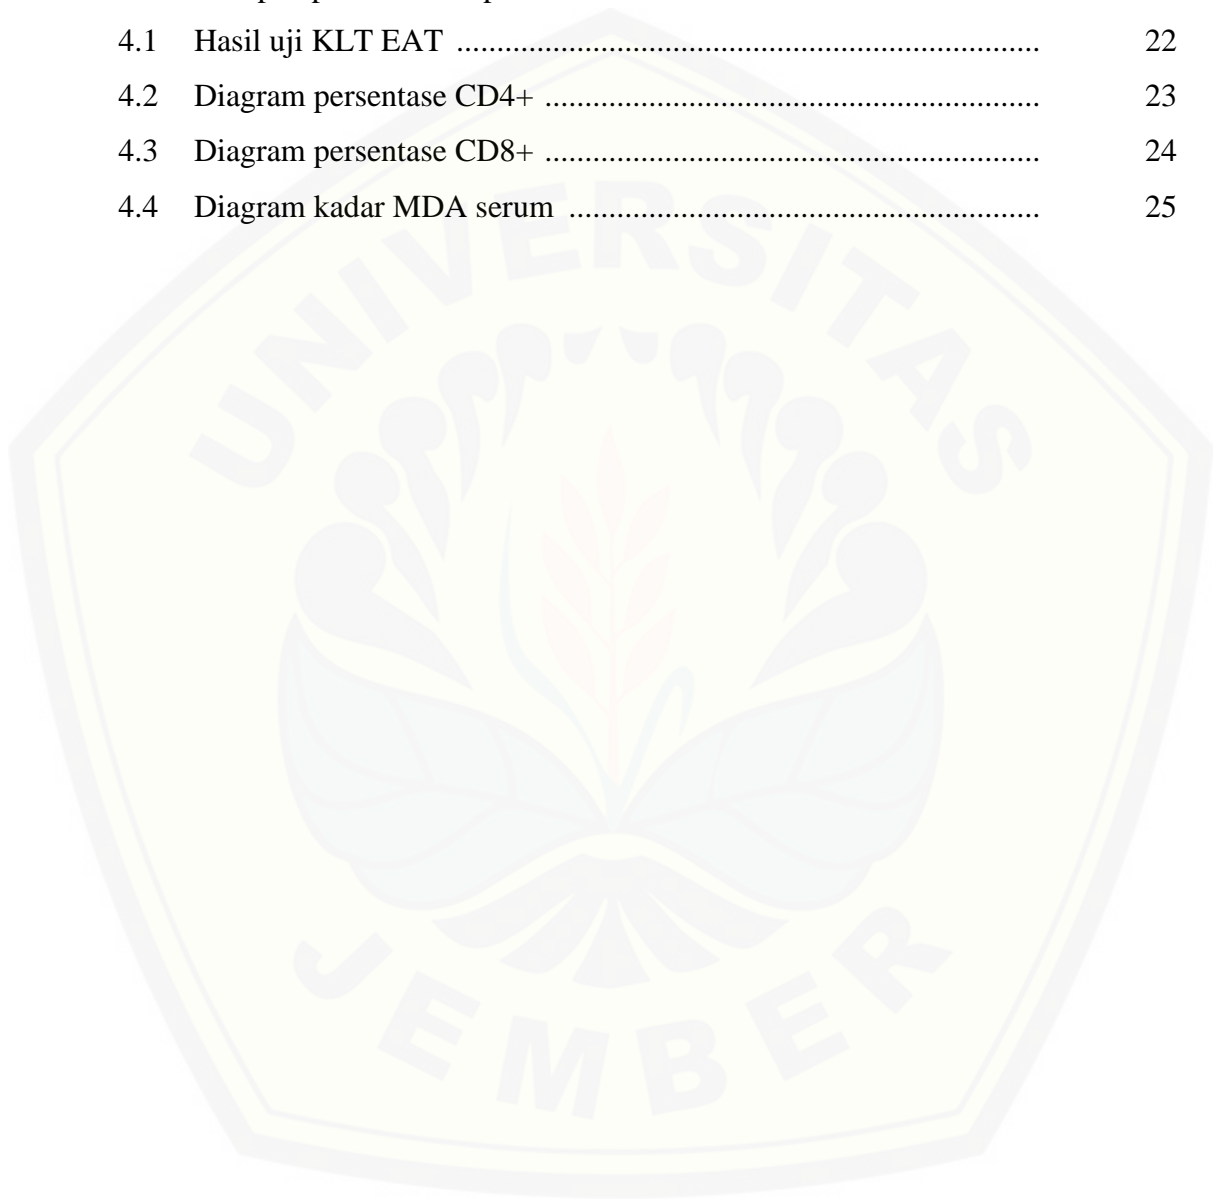 4.1 Hasil uji KLT EAT ........................................................................ 22
4.2 Diagram persentase CD4+ ............................................................. 23
4.3 Diagram persentase CD8+ ............................................................. 24
4.4 Diagram kadar MDA serum .......................................................... 25
UNIVERSITAS
JEMBER